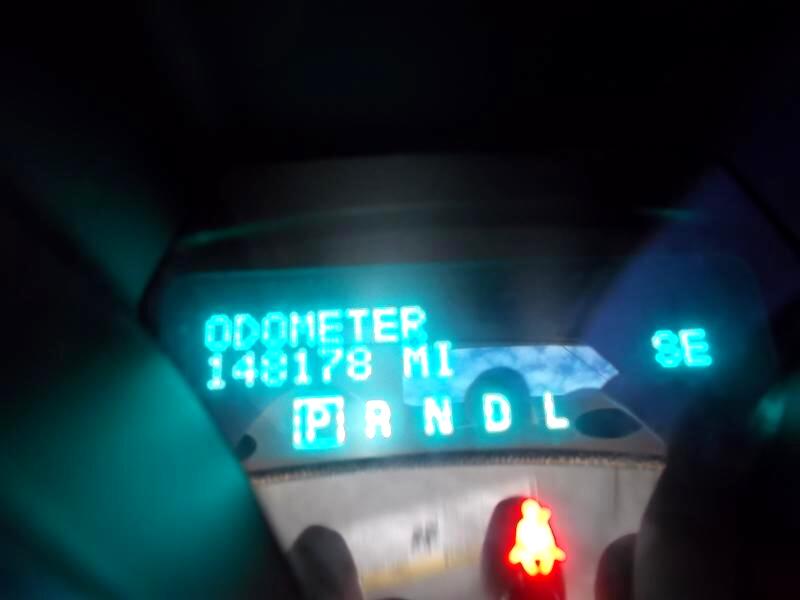 ODOMETER
148178 MI
SE
P R N D L